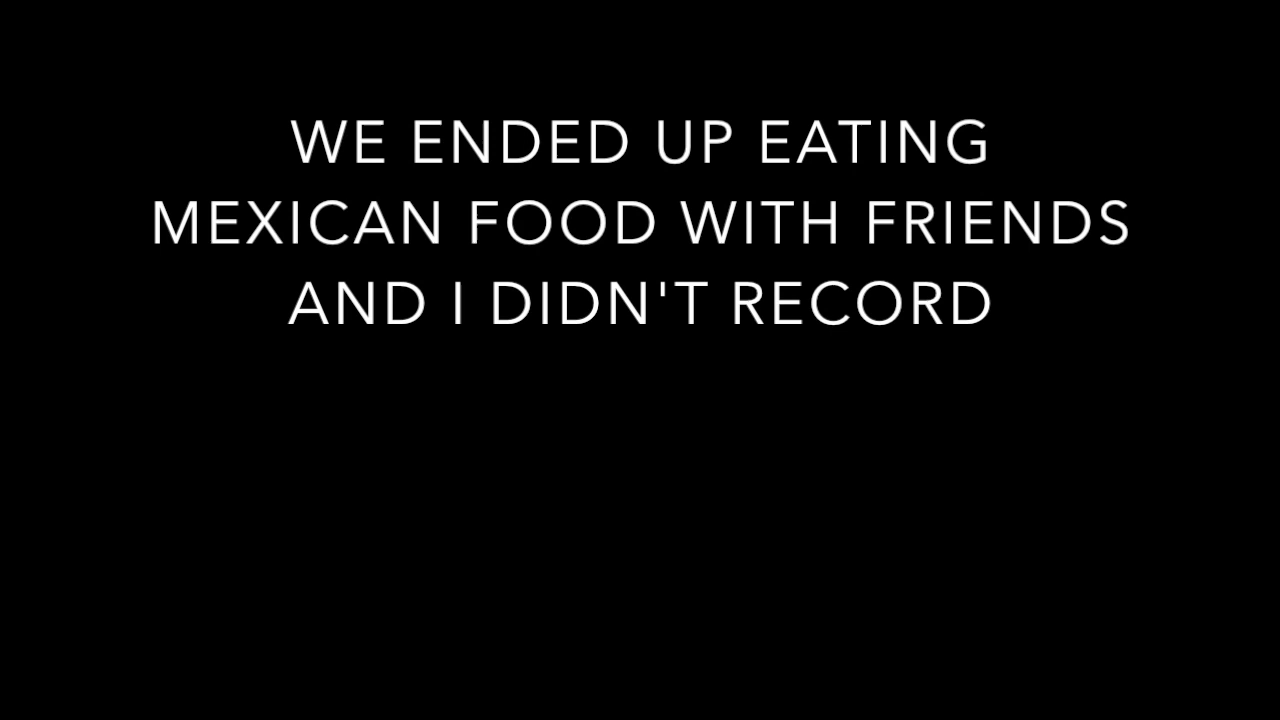 WE ENDED UP EATING
MEXICAN FOOD WITH FRIENDS
AND I DIDN'T RECORD